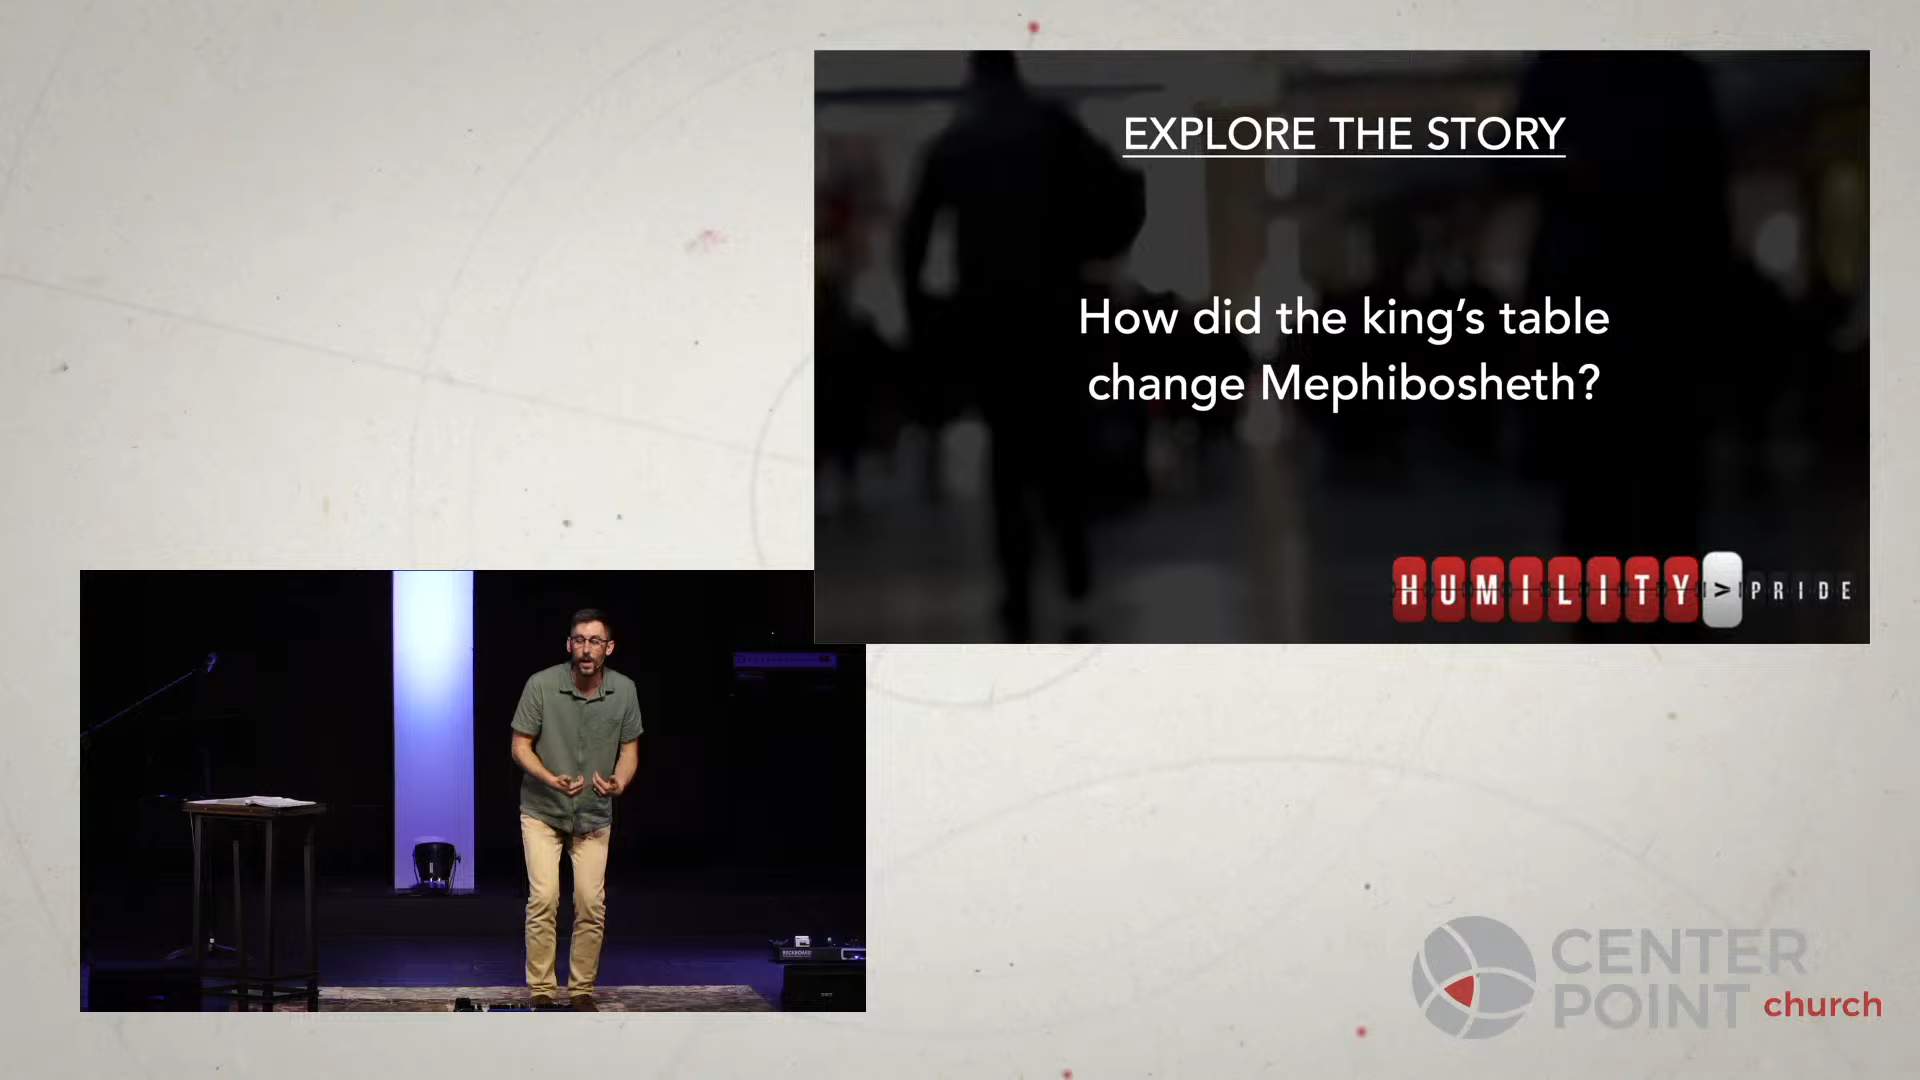 EXPLORE THE STORY
How did the king's table
change Mephibosheth?
HUMILITY>PRIDE
CENTER
POINT church